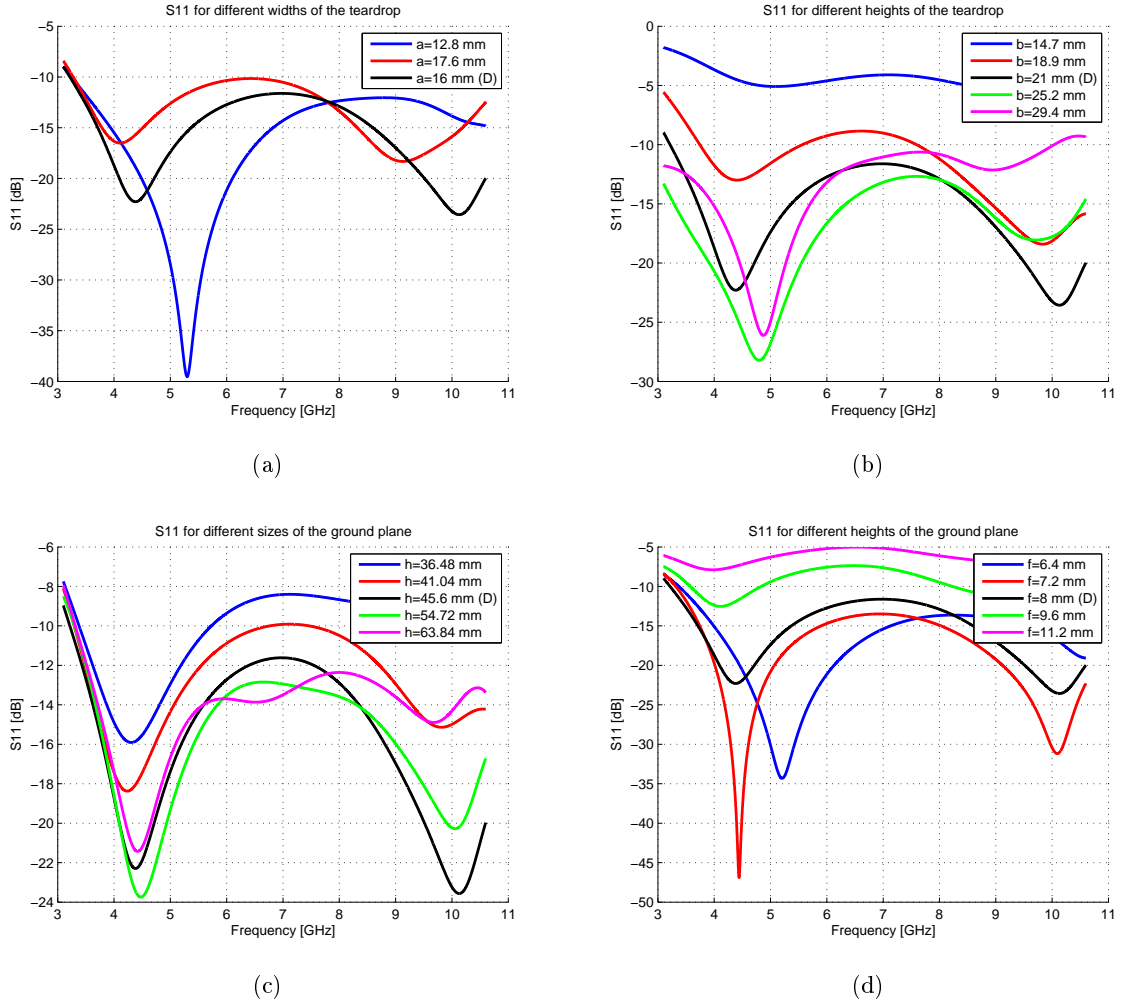 S11 for different widths of the teardrop
−5
−10
−15
−20
−25
−30
−35
−40
S11 [dB]
a=12.8 mm
a=17.6 mm
a=16 mm (D)
3 4 5 6 7 8 9 10 11
Frequency [GHz]
(a)
S11 for different heights of the teardrop
0
−5
−10
−15
−20
−25
−30
S11 [dB]
b=14.7 mm
b=18.9 mm
b=21 mm (D)
b=25.2 mm
b=29.4 mm
3 4 5 6 7 8 9 10 11
Frequency [GHz]
(b)
S11 for different sizes of the ground plane
−6
−8
−10
−12
−14
−16
−18
−20
−22
−24
S11 [dB]
h=36.48 mm
h=41.04 mm
h=45.6 mm (D)
h=54.72 mm
h=63.84 mm
3 4 5 6 7 8 9 10 11
Frequency [GHz]
(c)
S11 for different heights of the ground plane
−5
−10
−15
−20
−25
−30
−35
−40
−45
−50
S11 [dB]
f=6.4 mm
f=7.2 mm
f=8 mm (D)
f=9.6 mm
f=11.2 mm
3 4 5 6 7 8 9 10 11
Frequency [GHz]
(d)